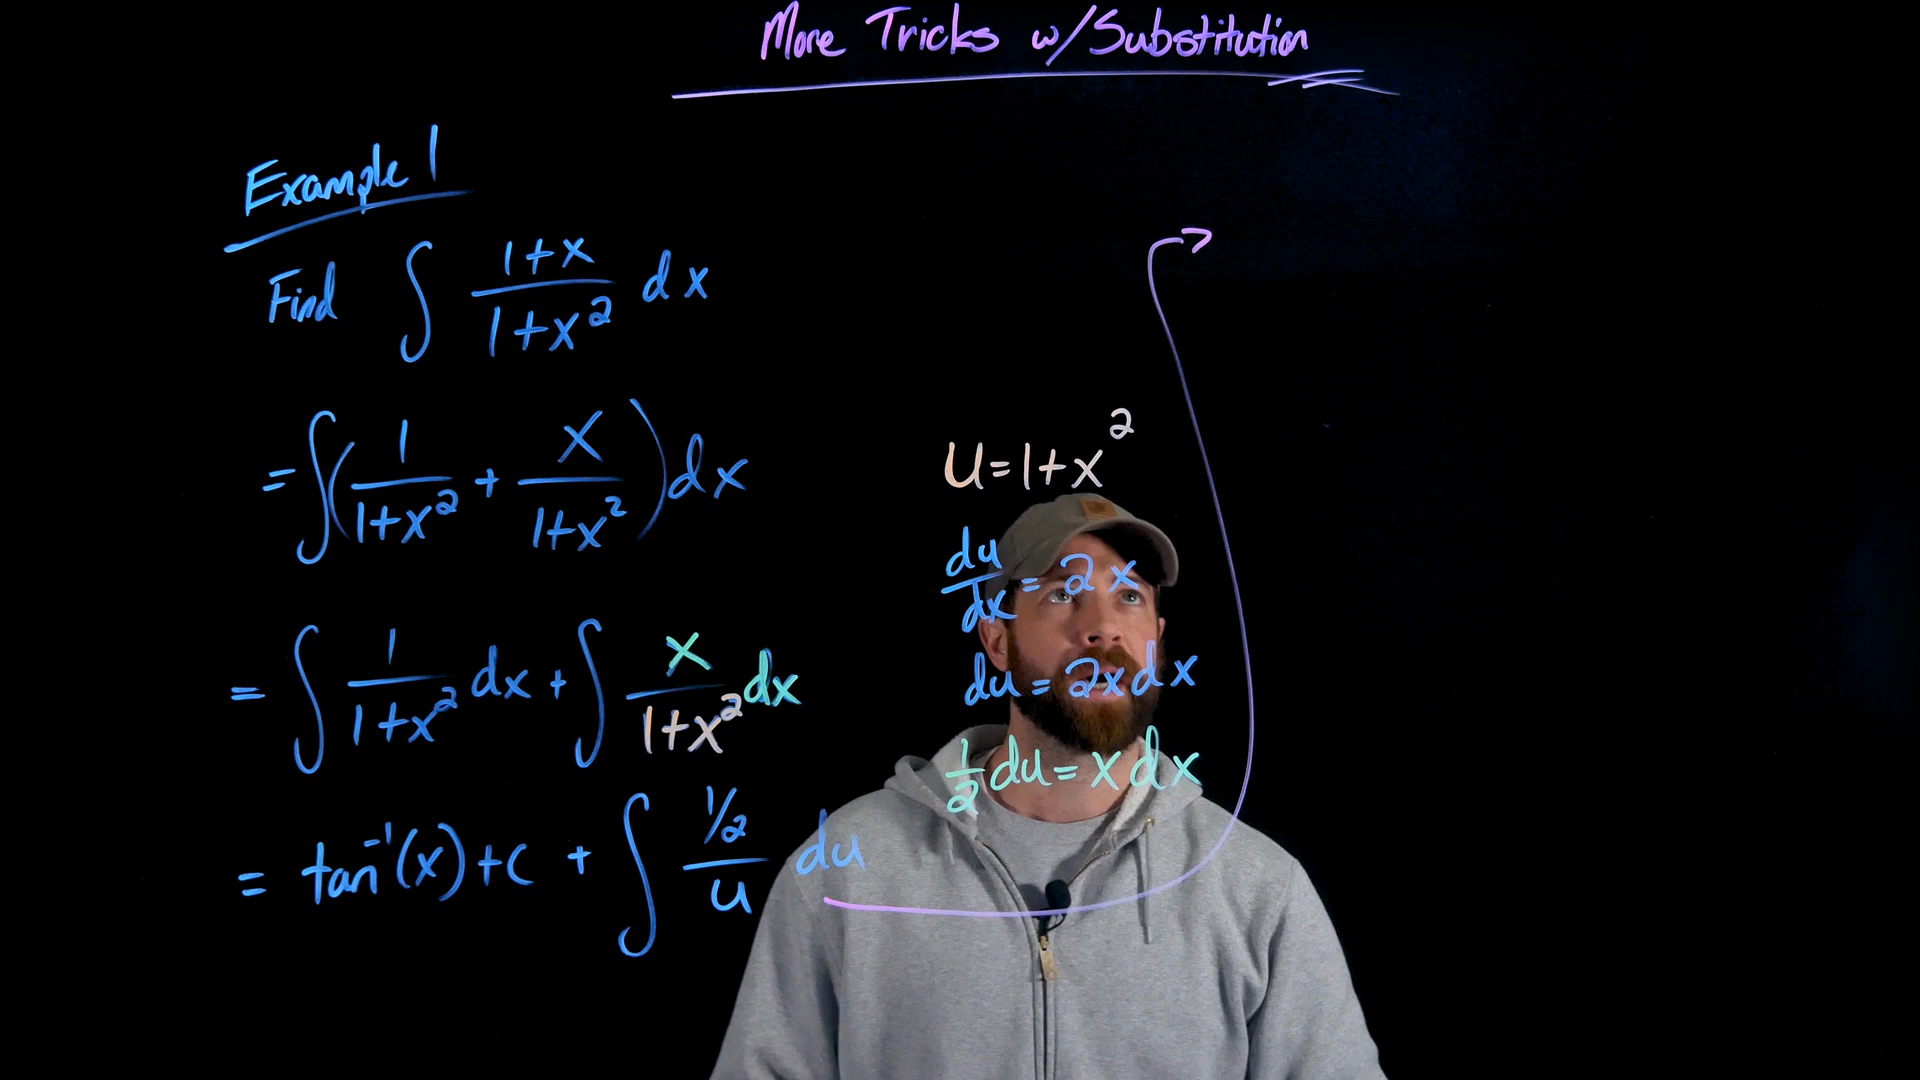 More Tricks w/Substitution
Example 1
Find ∫ (1+x)/(1+x²) dx
= ∫(1/(1+x²) + x/(1+x²))dx
= ∫ 1/(1+x²) dx + ∫ x/(1+x²) dx
= tan⁻¹(x)+c + ∫ (1/2)/u du
u=1+x²
du/dx = 2x
du = 2x dx
1/2 du = x dx